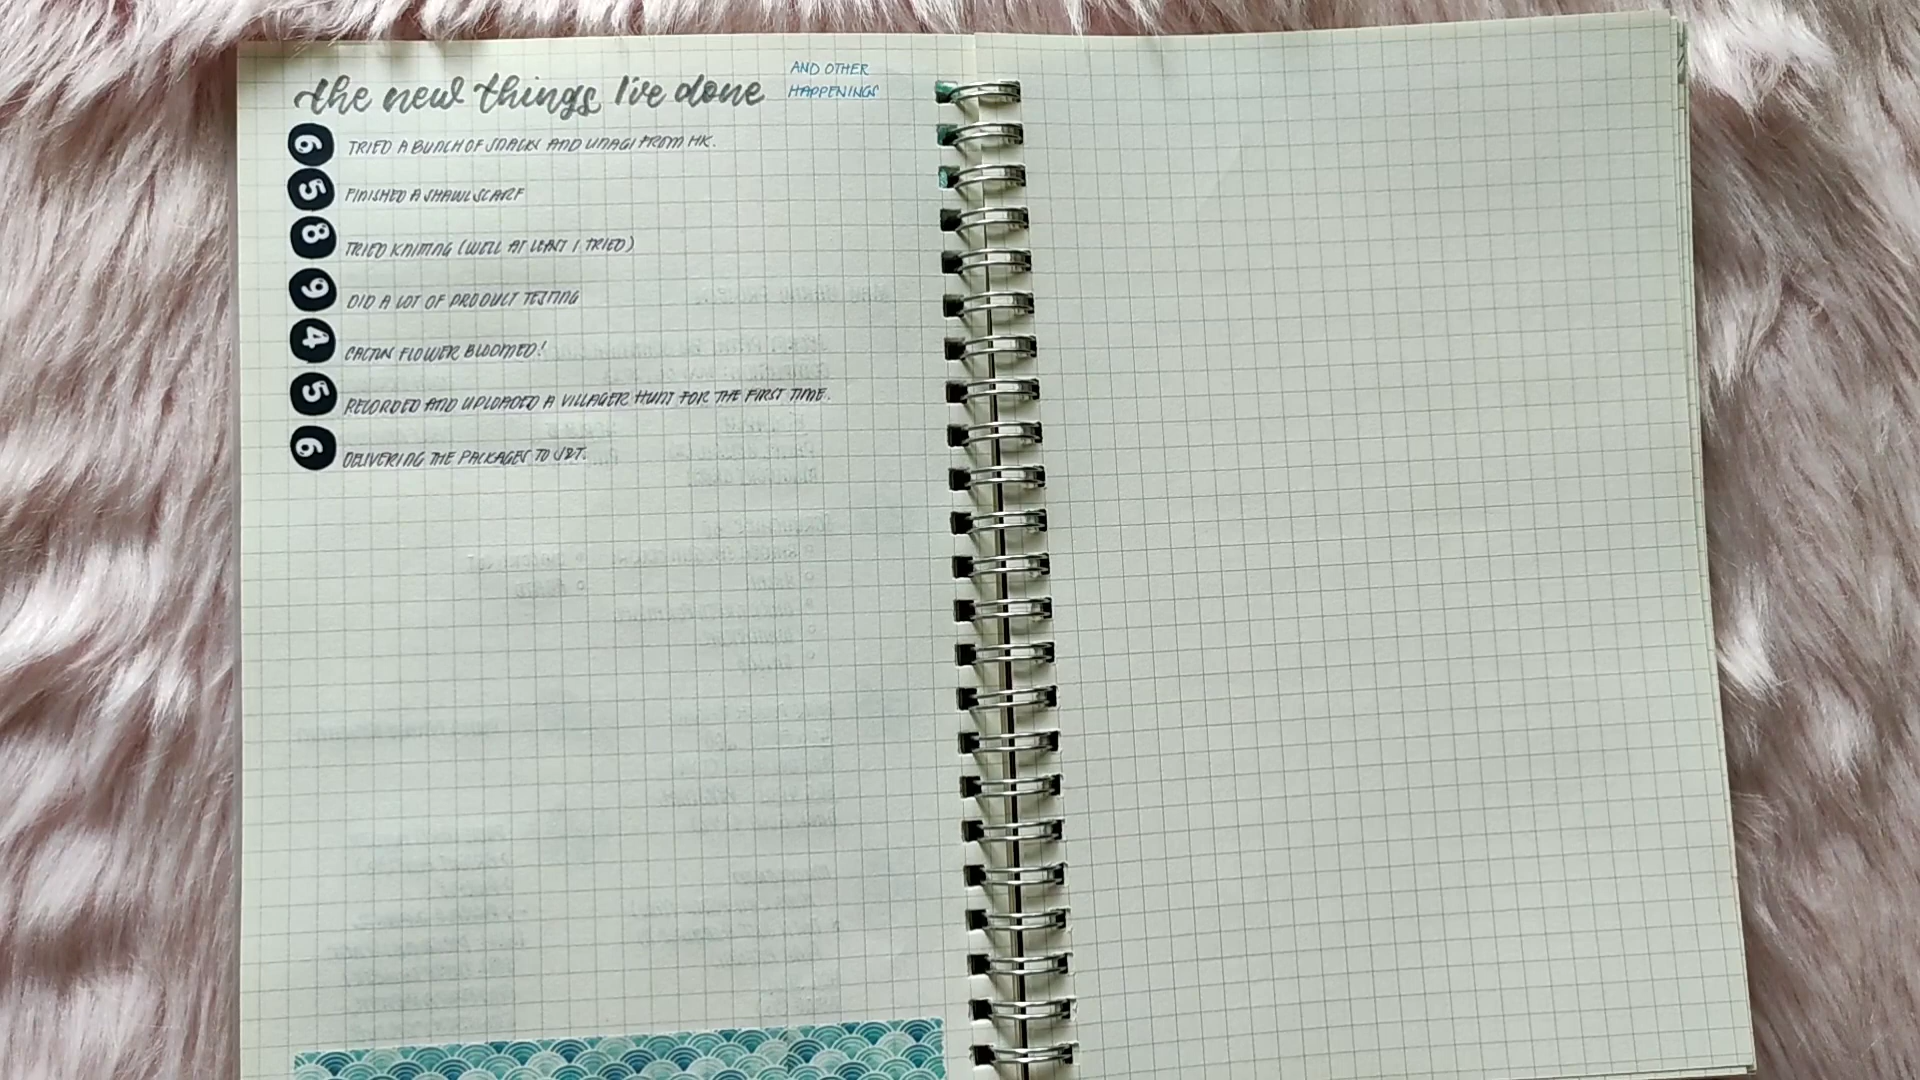 the new things I've done
AND OTHER
HAPPENINGS
6 TRIED A BUNCH OF SNACKS AND UNAGI FROM HK.
5 FINISHED A SHAWL SCARF
8 TRIED KNITTING (WELL AT LEAST I TRIED)
9 DID A LOT OF PRODUCT TESTING
4 CACTUS FLOWER BLOOMED!
5 RECORDED AND UPLOADED A VILLAGER HUNT FOR THE FIRST TIME.
6 DELIVERING THE PACKAGES TO J&T.